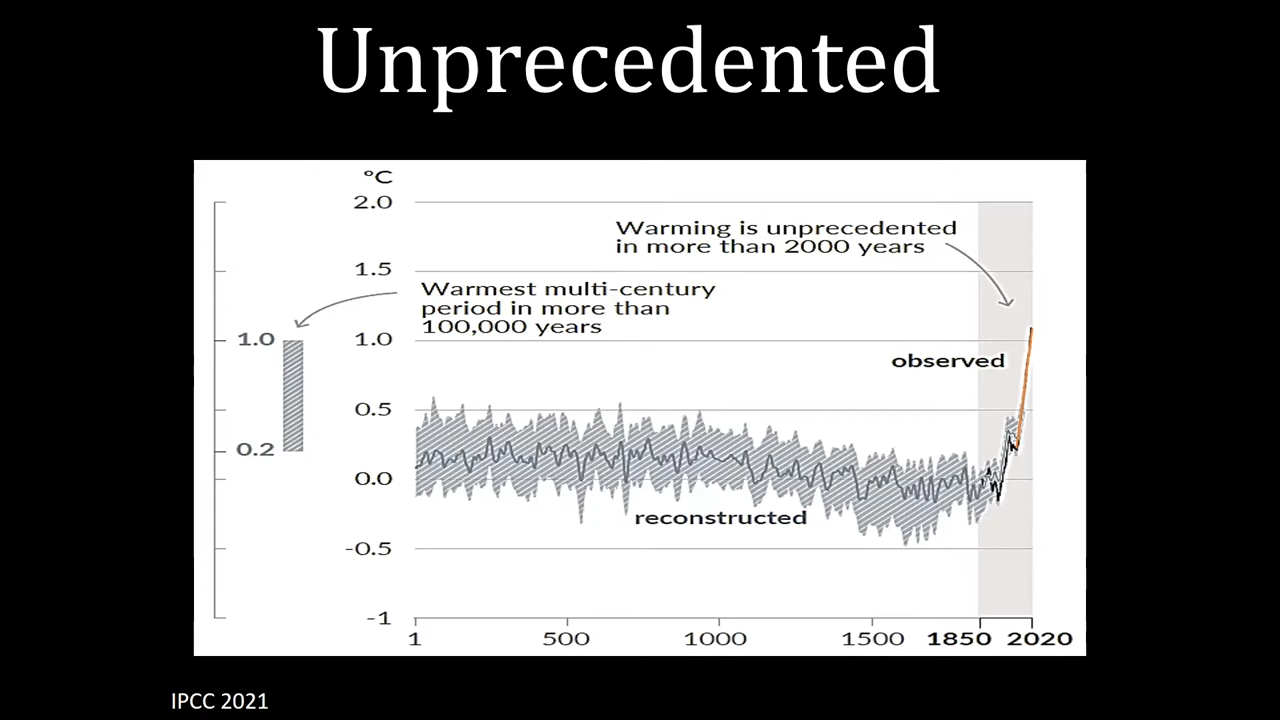 Unprecedented
°C
2.0
Warming is unprecedented
in more than 2000 years
1.5
Warmest multi-century
period in more than
100,000 years
1.0
1.0
observed
0.5
0.2
0.0
reconstructed
-0.5
-1
1
500
1000
1500
1850
2020
IPCC 2021